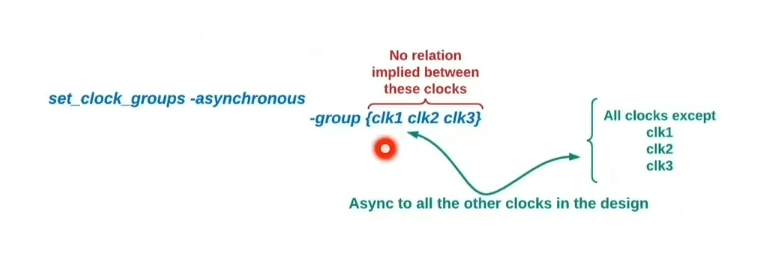 No relation
implied between
these clocks
set_clock_groups -asynchronous
-group {clk1 clk2 clk3}
All clocks except
clk1
clk2
clk3
Async to all the other clocks in the design